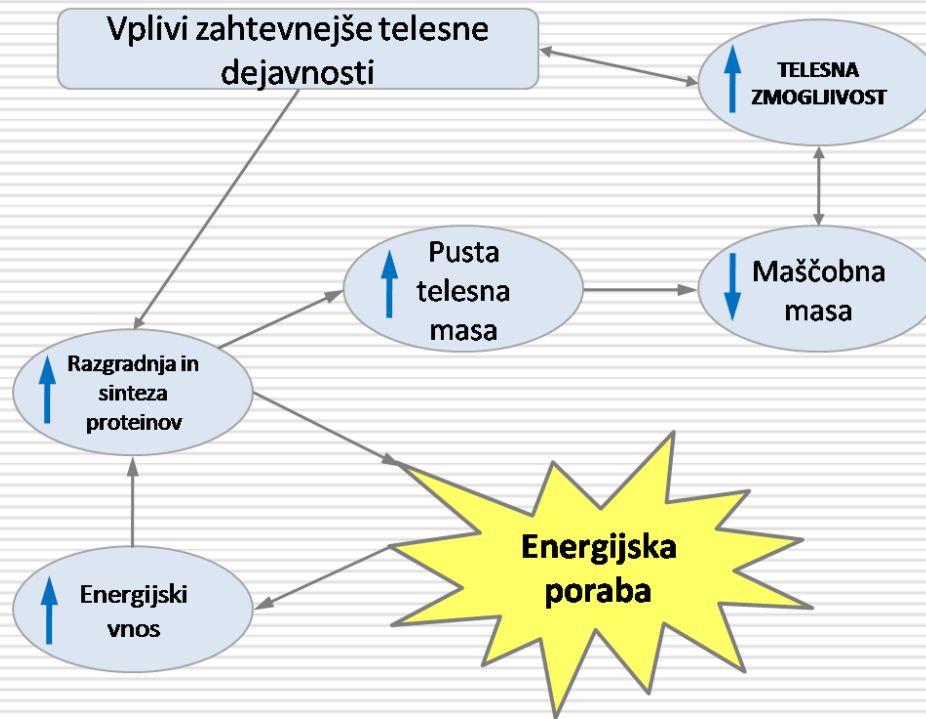 Vplivi zahtevnejše telesne
dejavnosti
TELESNA
ZMOGLJIVOST
Pusta
telesna
masa
Maščobna
masa
Razgradnja in
sinteza
proteinov
Energijska
poraba
Energijski
vnos